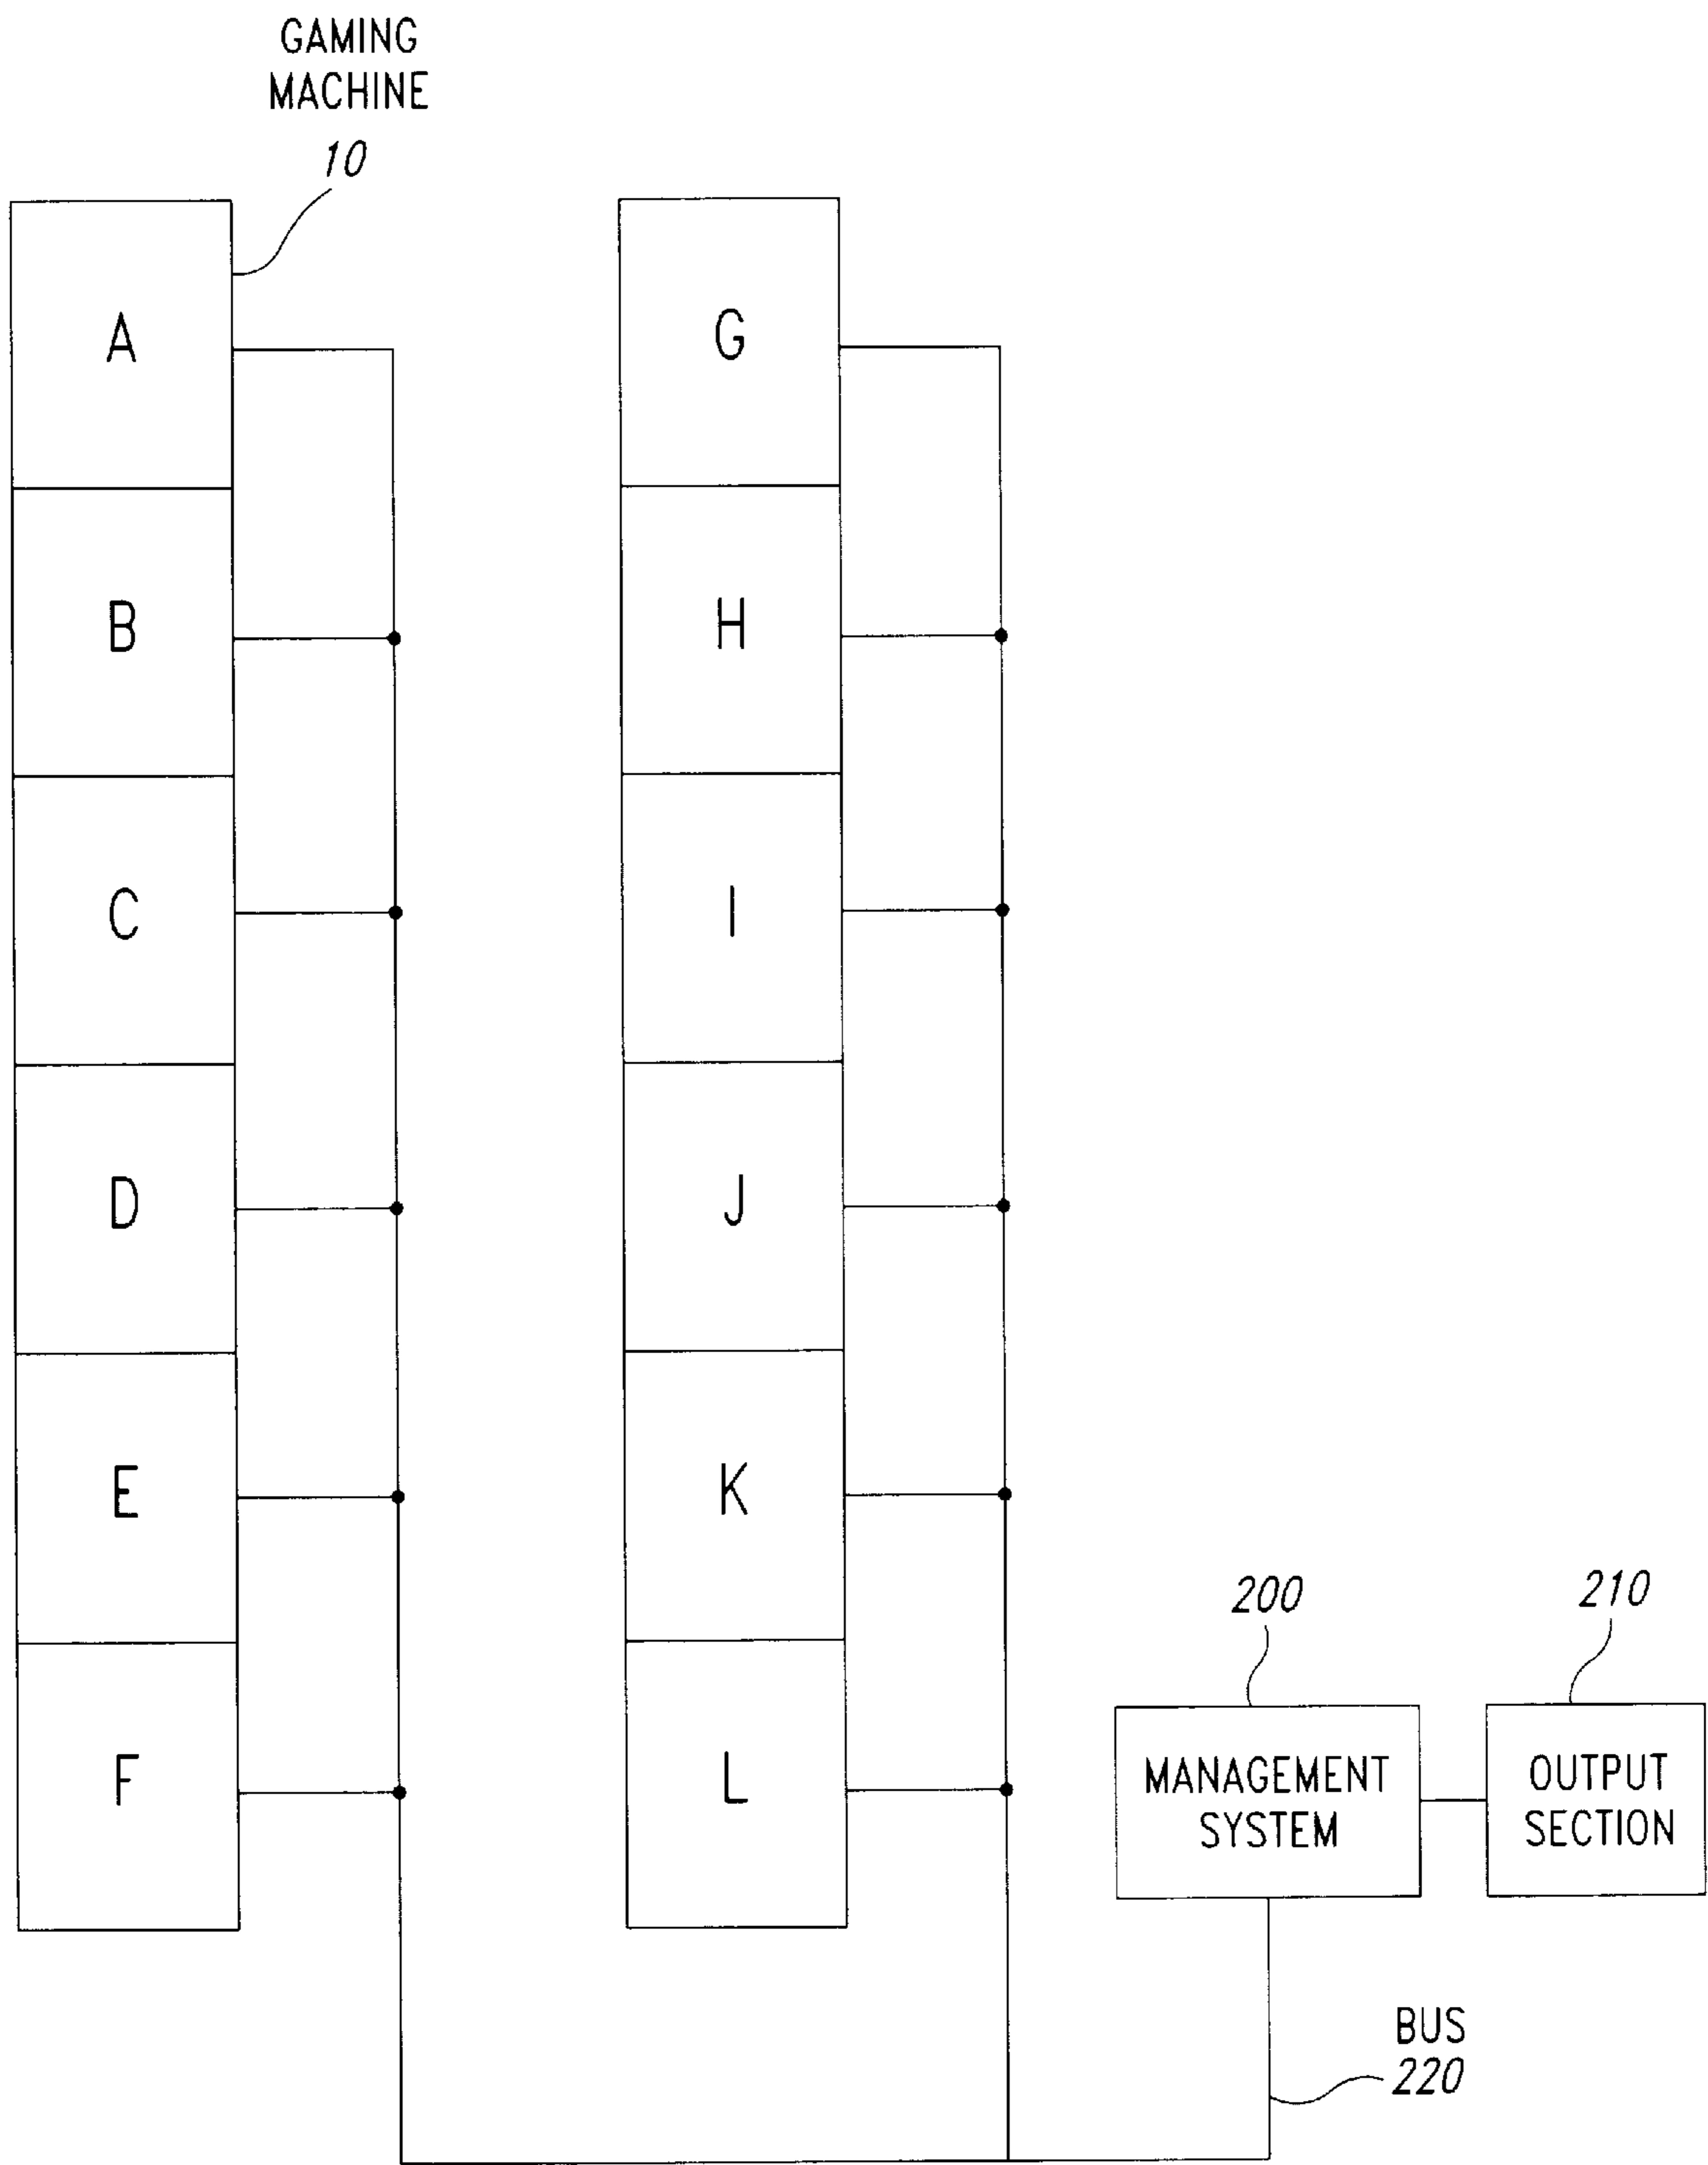 GAMING
MACHINE
10
A
B
C
D
E
F
G
H
I
J
K
L
200
210
MANAGEMENT
SYSTEM
OUTPUT
SECTION
BUS
220